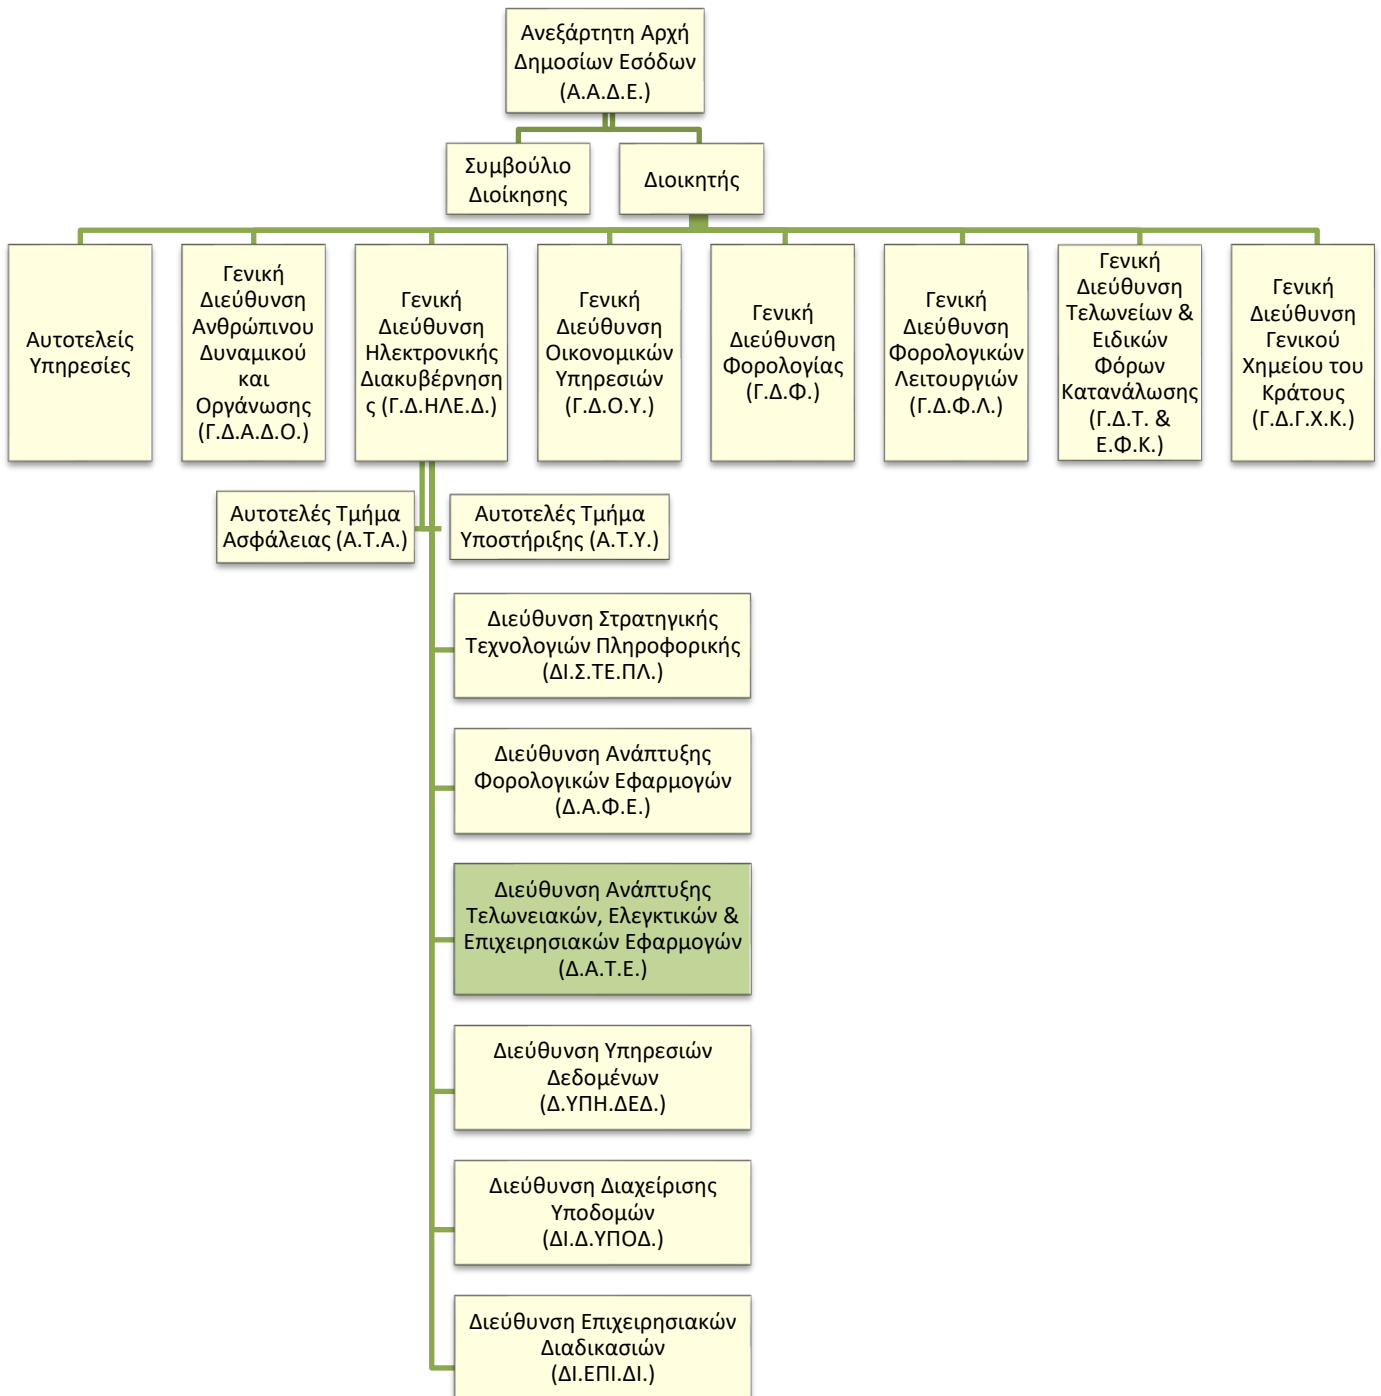 Ανεξάρτητη Αρχή
Δημοσίων Εσόδων
(Α.Α.Δ.Ε.)
Συμβούλιο
Διοίκησης
Διοικητής
Αυτοτελείς
Υπηρεσίες
Γενική
Διεύθυνση
Ανθρώπινου
Δυναμικού
και
Οργάνωσης
(Γ.Δ.Α.Δ.Ο.)
Γενική
Διεύθυνση
Ηλεκτρονικής
Διακυβέρνηση
ς (Γ.Δ.ΗΛΕ.Δ.)
Γενική
Διεύθυνση
Οικονομικών
Υπηρεσιών
(Γ.Δ.Ο.Υ.)
Γενική
Διεύθυνση
Φορολογίας
(Γ.Δ.Φ.)
Γενική
Διεύθυνση
Φορολογικών
Λειτουργιών
(Γ.Δ.Φ.Λ.)
Γενική
Διεύθυνση
Τελωνείων &
Ειδικών
Φόρων
Κατανάλωσης
(Γ.Δ.Τ. &
Ε.Φ.Κ.)
Γενική
Διεύθυνση
Γενικού
Χημείου του
Κράτους
(Γ.Δ.Γ.Χ.Κ.)
Αυτοτελές Τμήμα
Ασφάλειας (Α.Τ.Α.)
Αυτοτελές Τμήμα
Υποστήριξης (Α.Τ.Υ.)
Διεύθυνση Στρατηγικής
Τεχνολογιών Πληροφορικής
(ΔΙ.Σ.ΤΕ.ΠΛ.)
Διεύθυνση Ανάπτυξης
Φορολογικών Εφαρμογών
(Δ.Α.Φ.Ε.)
Διεύθυνση Ανάπτυξης
Τελωνειακών, Ελεγκτικών &
Επιχειρησιακών Εφαρμογών
(Δ.Α.Τ.Ε.)
Διεύθυνση Υπηρεσιών
Δεδομένων
(Δ.ΥΠΗ.ΔΕΔ.)
Διεύθυνση Διαχείρισης
Υποδομών
(ΔΙ.Δ.ΥΠΟΔ.)
Διεύθυνση Επιχειρησιακών
Διαδικασιών
(ΔΙ.ΕΠΙ.ΔΙ.)